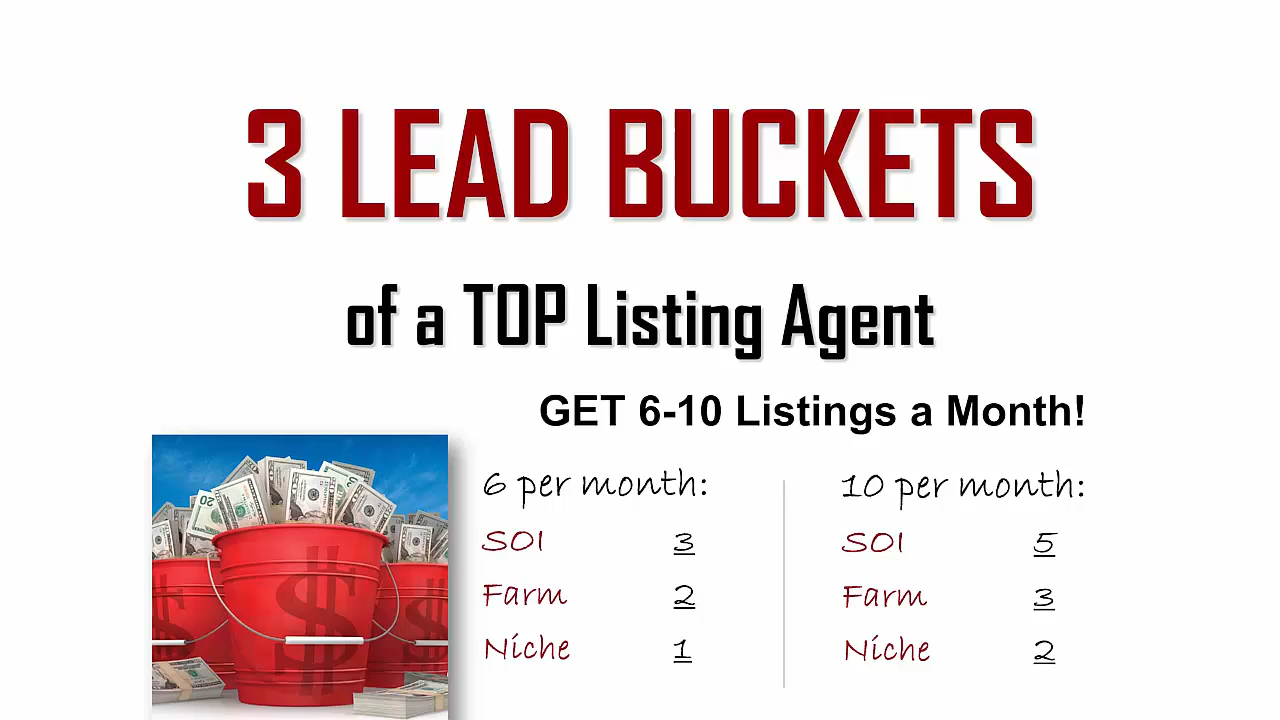 3 LEAD BUCKETS
of a TOP Listing Agent
GET 6-10 Listings a Month!
6 per month:
SOI 3
Farm 2
Niche 1
10 per month:
SOI 5
Farm 3
Niche 2